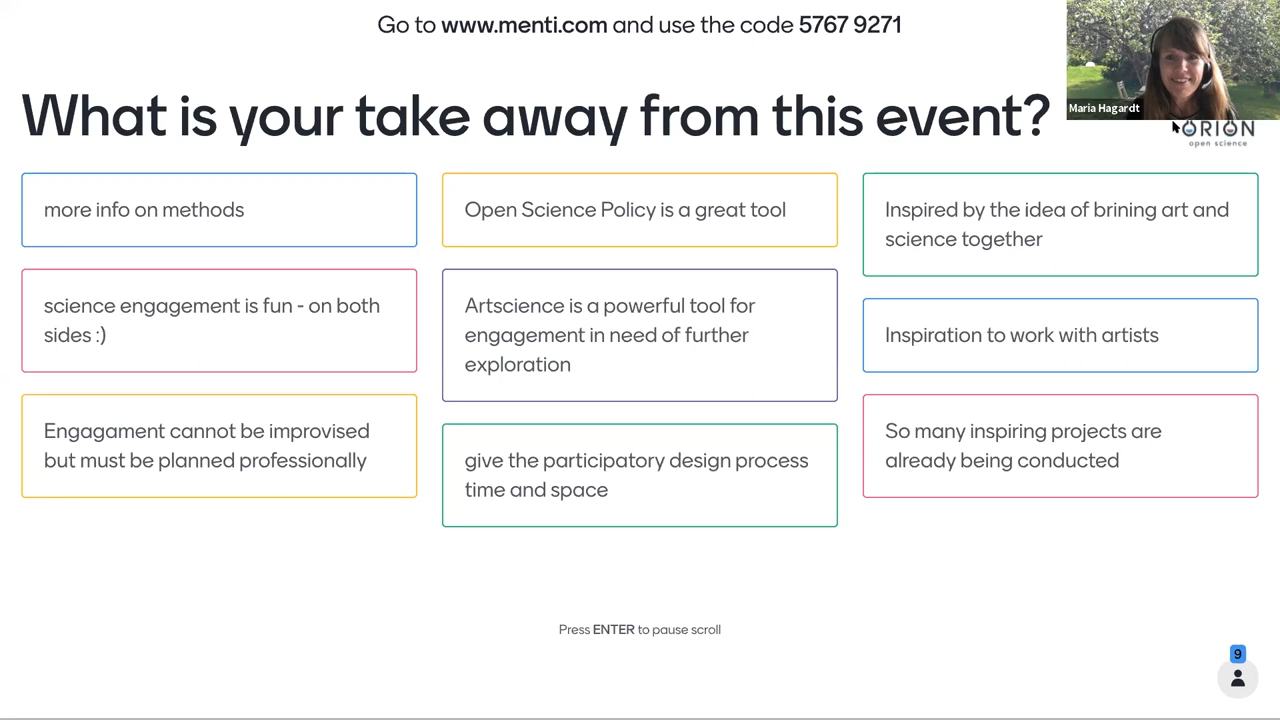 Go to www.menti.com and use the code 5767 9271
Maria Hagardt
What is your take away from this event?
ORION
open science
more info on methods
science engagement is fun - on both
sides :)
Engagament cannot be improvised
but must be planned professionally
Open Science Policy is a great tool
Artscience is a powerful tool for
engagement in need of further
exploration
give the participatory design process
time and space
Inspired by the idea of brining art and
science together
Inspiration to work with artists
So many inspiring projects are
already being conducted
Press ENTER to pause scroll
9